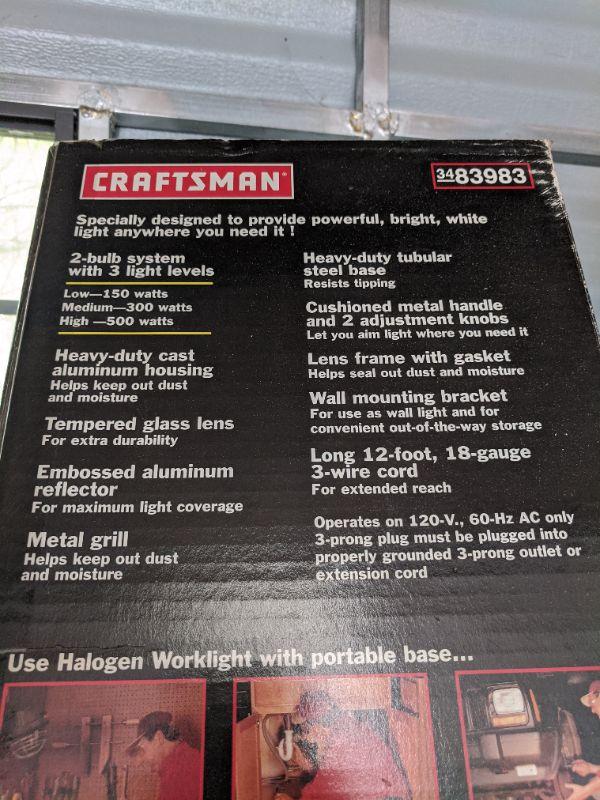 CRAFTSMAN®
3483983
Specially designed to provide powerful, bright, white
light anywhere you need it !
2-bulb system
with 3 light levels
Low—150 watts
Medium—300 watts
High —500 watts
Heavy-duty cast
aluminum housing
Helps keep out dust
and moisture
Tempered glass lens
For extra durability
Embossed aluminum
reflector
For maximum light coverage
Metal grill
Helps keep out dust
and moisture
Heavy-duty tubular
steel base
Resists tipping
Cushioned metal handle
and 2 adjustment knobs
Let you aim light where you need it
Lens frame with gasket
Helps seal out dust and moisture
Wall mounting bracket
For use as wall light and for
convenient out-of-the-way storage
Long 12-foot, 18-gauge
3-wire cord
For extended reach
Operates on 120-V., 60-Hz AC only
3-prong plug must be plugged into
properly grounded 3-prong outlet or
extension cord
Use Halogen Worklight with portable base...